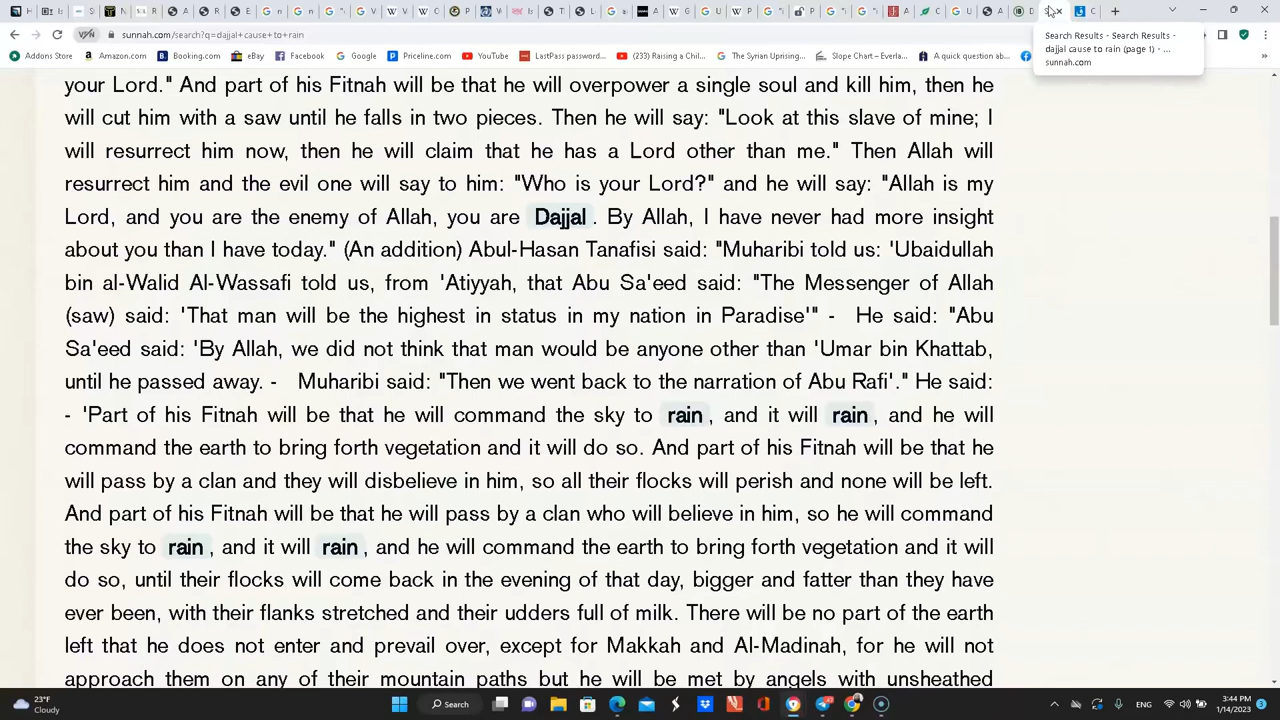 sunnah.com/search?q=dajjal+cause+to+rain
Addons Store
Amazon.com
Booking.com
eBay
Facebook
Google
Priceline.com
YouTube
LastPass password...
(233) Raising a Chil...
The Syrian Uprising...
Slope Chart – Everla...
A quick question ab...
Search Results - Search Results -
dajjal cause to rain (page 1) - ...
sunnah.com
your Lord." And part of his Fitnah will be that he will overpower a single soul and kill him, then he
will cut him with a saw until he falls in two pieces. Then he will say: "Look at this slave of mine; I
will resurrect him now, then he will claim that he has a Lord other than me." Then Allah will
resurrect him and the evil one will say to him: "Who is your Lord?" and he will say: "Allah is my
Lord, and you are the enemy of Allah, you are Dajjal . By Allah, I have never had more insight
about you than I have today." (An addition) Abul-Hasan Tanafisi said: "Muharibi told us: 'Ubaidullah
bin al-Walid Al-Wassafi told us, from 'Atiyyah, that Abu Sa'eed said: "The Messenger of Allah
(saw) said: 'That man will be the highest in status in my nation in Paradise'" - He said: "Abu
Sa'eed said: 'By Allah, we did not think that man would be anyone other than 'Umar bin Khattab,
until he passed away. - Muharibi said: "Then we went back to the narration of Abu Rafi'." He said:
- 'Part of his Fitnah will be that he will command the sky to rain , and it will rain , and he will
command the earth to bring forth vegetation and it will do so. And part of his Fitnah will be that he
will pass by a clan and they will disbelieve in him, so all their flocks will perish and none will be left.
And part of his Fitnah will be that he will pass by a clan who will believe in him, so he will command
the sky to rain , and it will rain , and he will command the earth to bring forth vegetation and it will
do so, until their flocks will come back in the evening of that day, bigger and fatter than they have
ever been, with their flanks stretched and their udders full of milk. There will be no part of the earth
left that he does not enter and prevail over, except for Makkah and Al-Madinah, for he will not
approach them on any of their mountain paths but he will be met by angels with unsheathed
23°F
Cloudy
Search
ENG
3:44 PM
1/14/2023